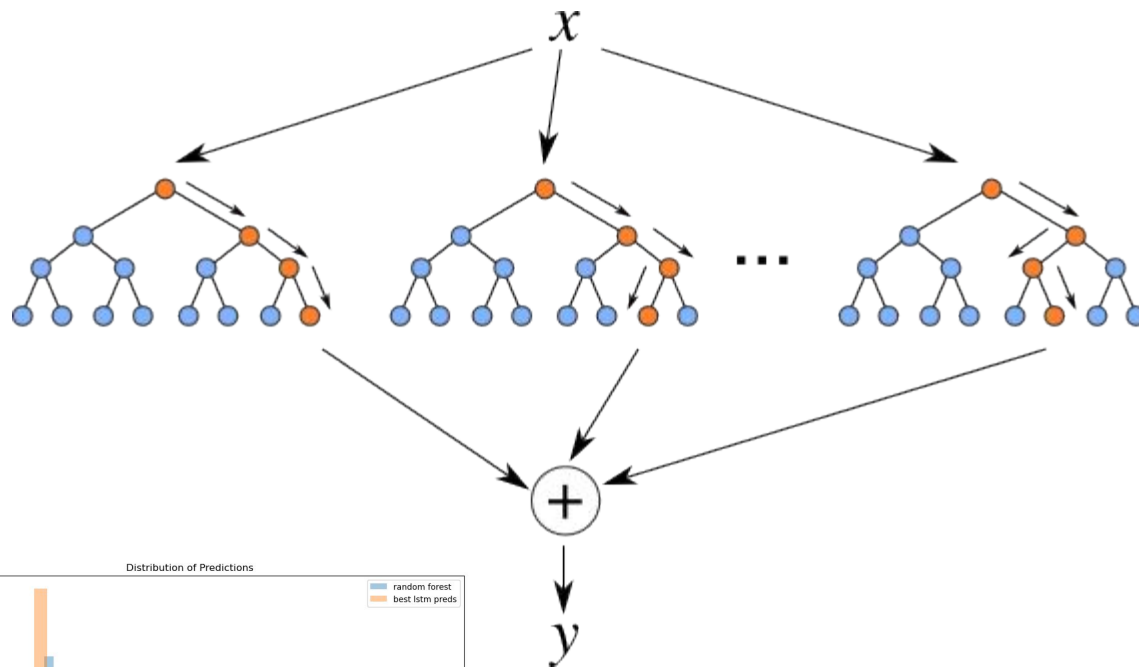 x
...
+
y
Distribution of Predictions
random forest
best lstm preds